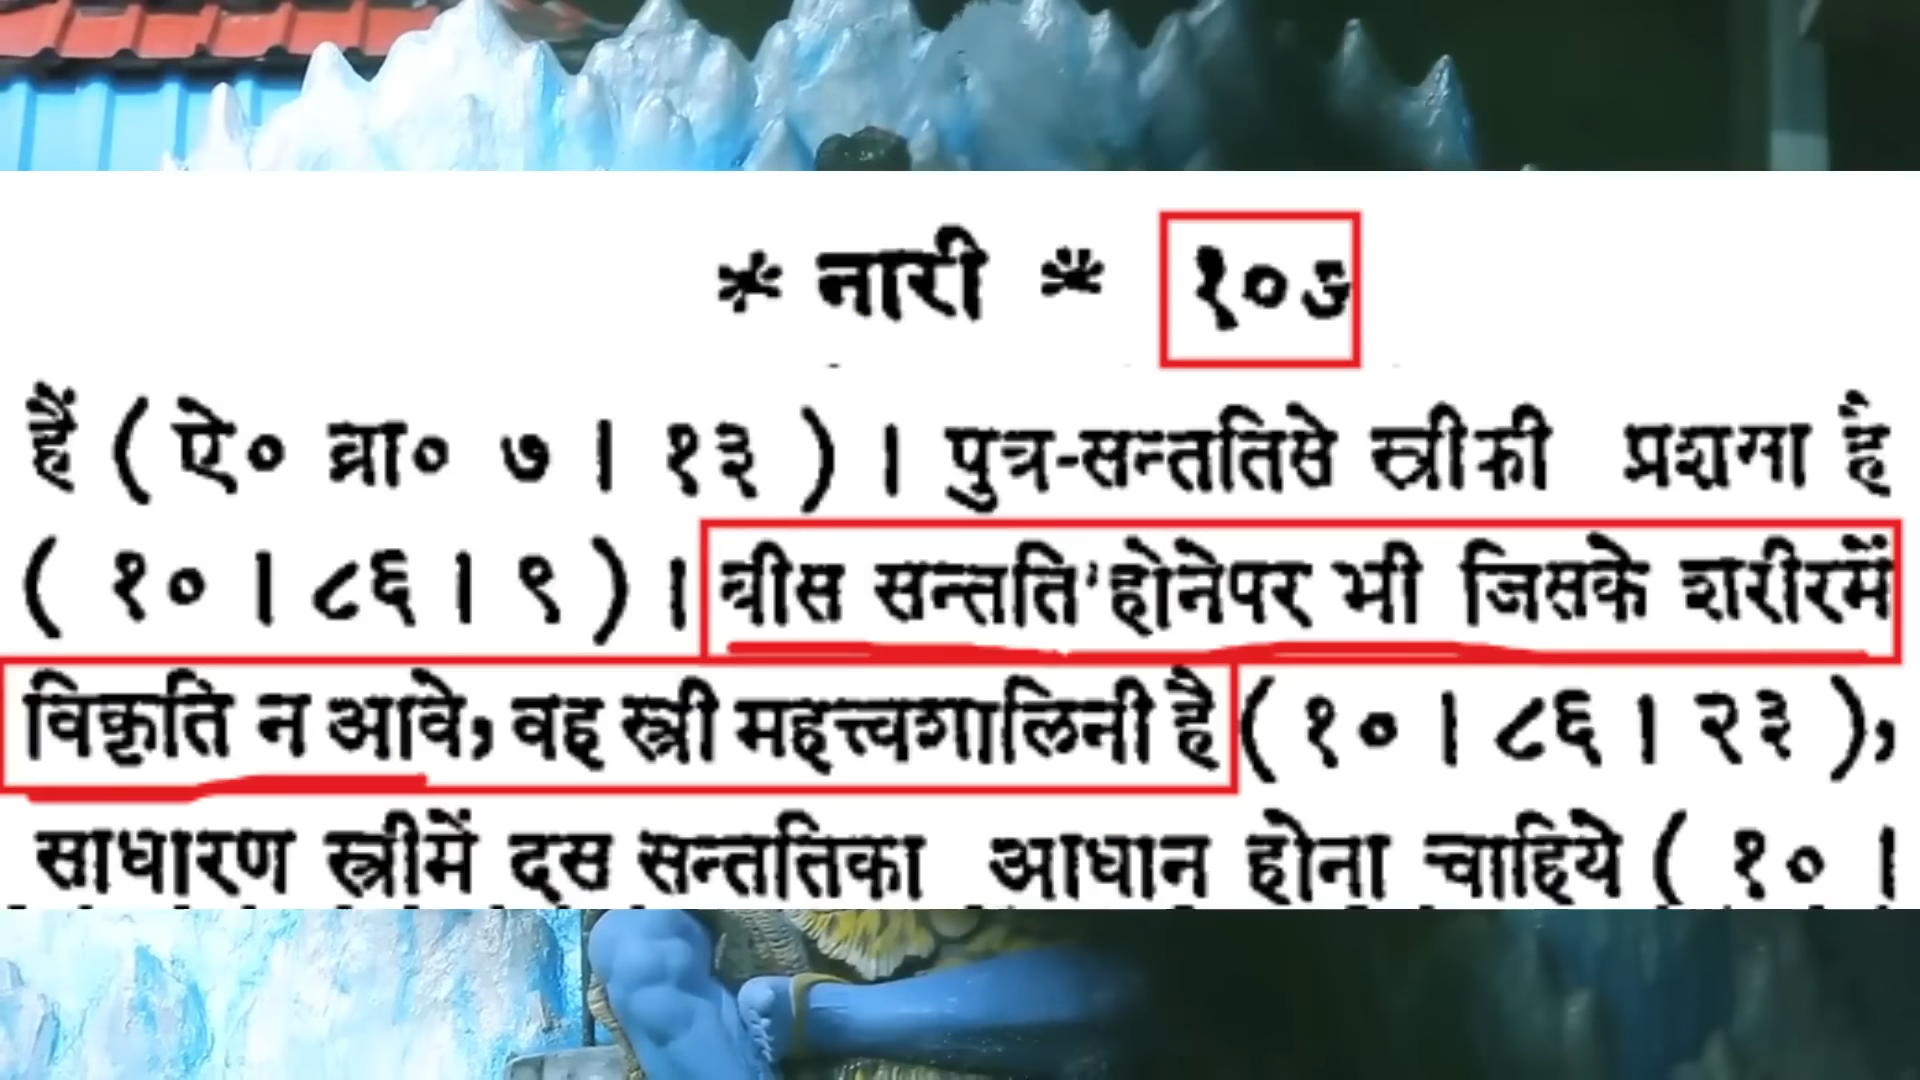 * नारी * १०७
हैं ( ऐ० ब्रा० ७ । १३ ) । पुत्र-सन्ततिसे स्त्रीकी प्रशसा है
( १० । ८६ । ९ ) । बीस सन्तति होनेपर भी जिसके शरीरमें
विकृति न आवे, वह स्त्री महत्त्वशालिनी है ( १० । ८६ । २३ ),
साधारण स्त्रीमें दस सन्ततिका आधान होना चाहिये ( १० ।